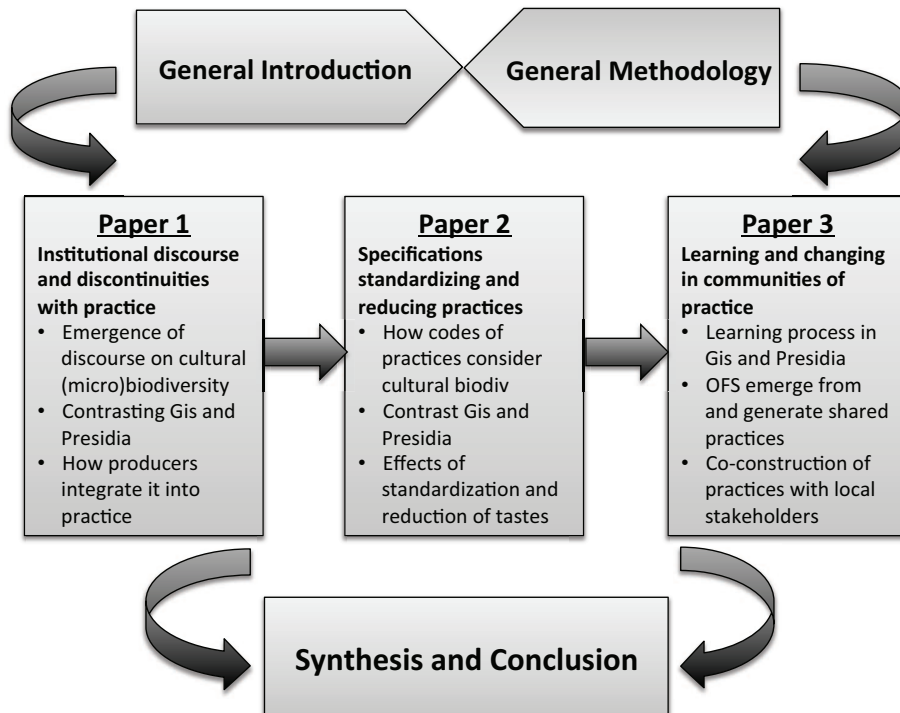 General Introduction
General Methodology
Paper 1
Institutional discourse
and discontinuities
with practice
• Emergence of
discourse on cultural
(micro)biodiversity
• Contrasting Gis and
Presidia
• How producers
integrate it into
practice
Paper 2
Specifications
standardizing and
reducing practices
• How codes of
practices consider
cultural biodiv
• Contrast Gis and
Presidia
• Effects of
standardization and
reduction of tastes
Paper 3
Learning and changing
in communities of
practice
• Learning process in
Gis and Presidia
• OFS emerge from
and generate shared
practices
• Co-construction of
practices with local
stakeholders
Synthesis and Conclusion